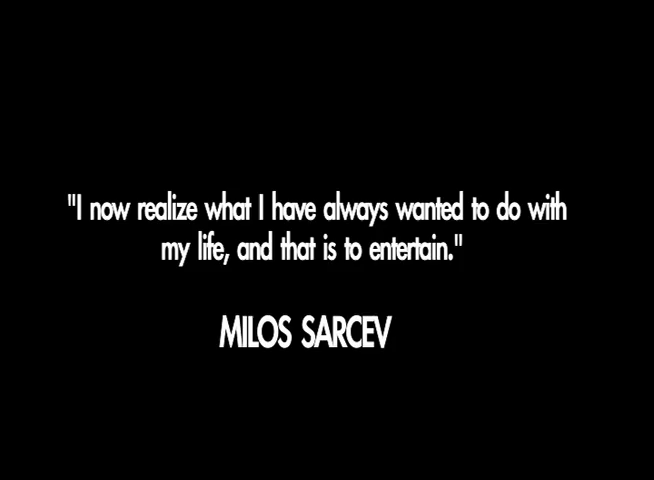 "I now realize what I have always wanted to do with
my life, and that is to entertain."
MILOS SARCEV